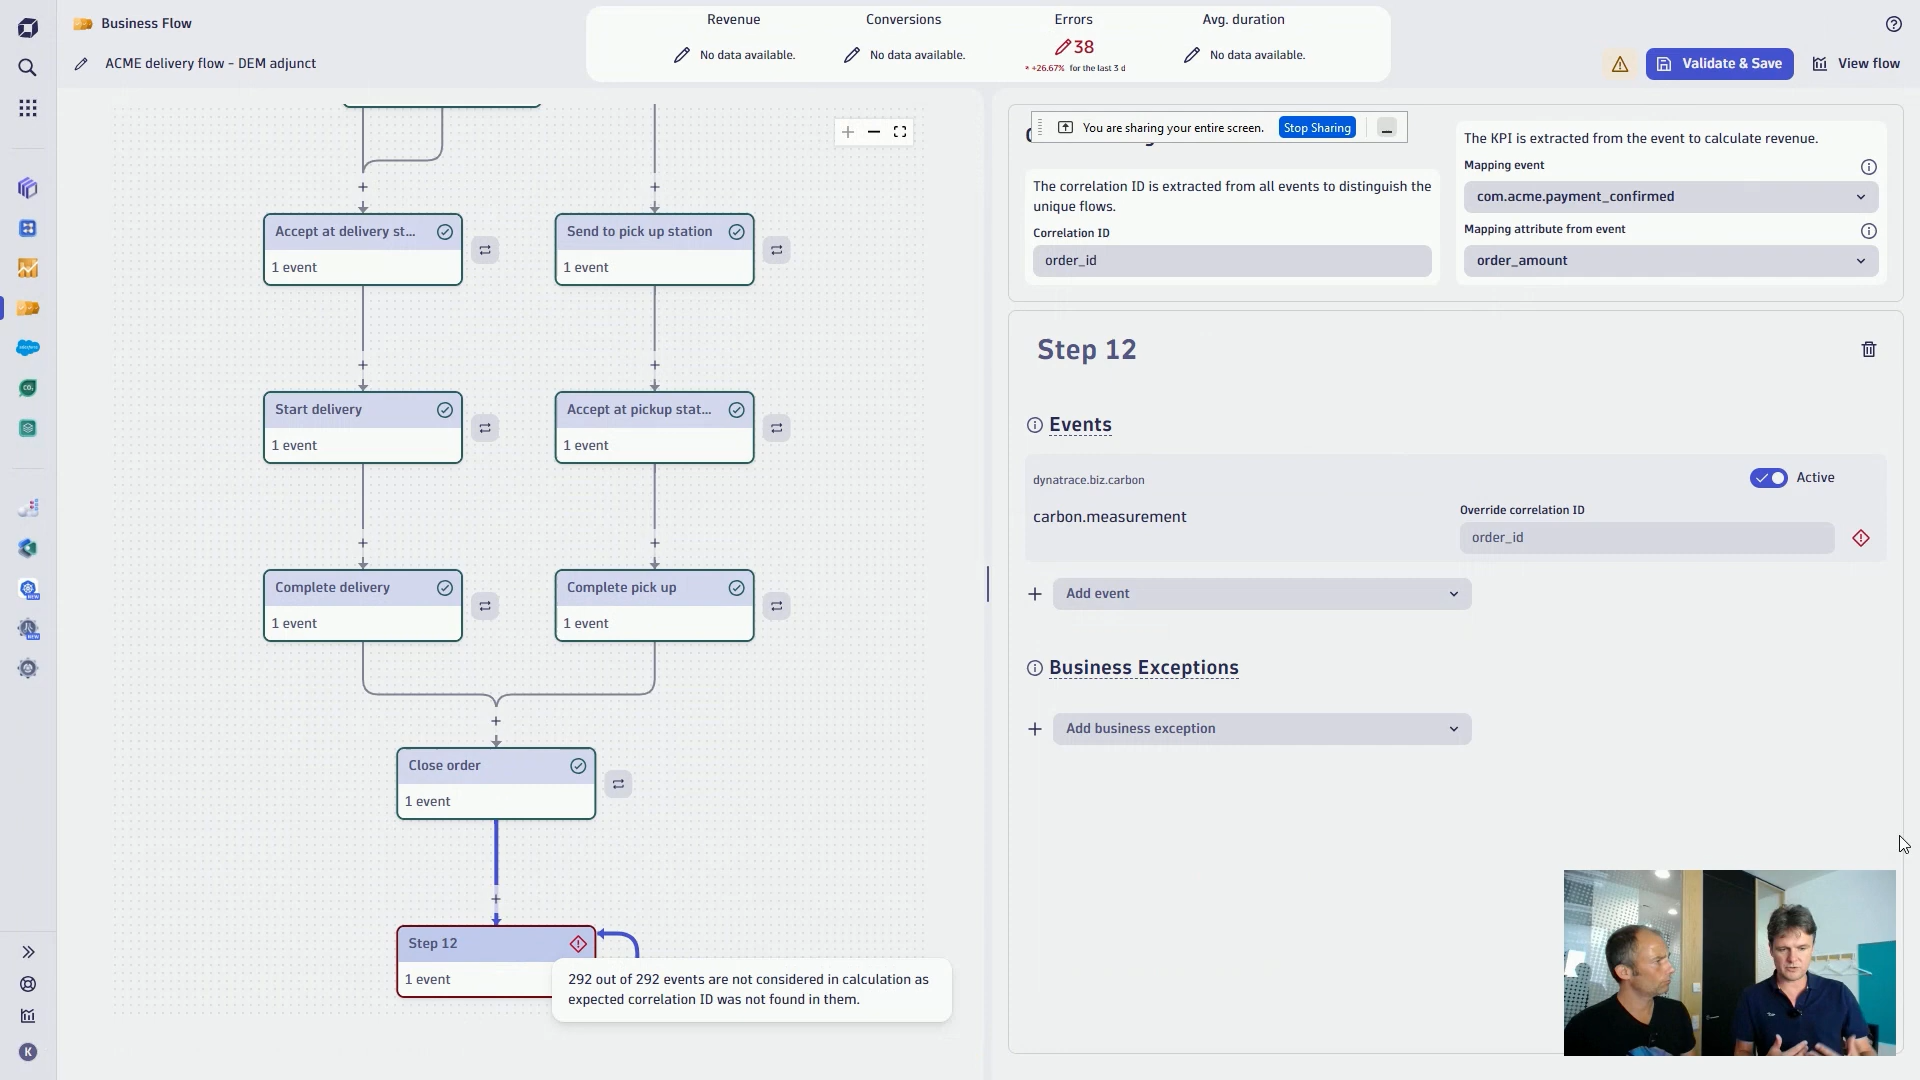 Business Flow
ACME delivery flow - DEM adjunct
Revenue
No data available.
Conversions
No data available.
Errors
38
+26.67% for the last 3 d
Avg. duration
No data available.
Validate & Save
View flow
Accept at delivery st...
1 event
Send to pick up station
1 event
Start delivery
1 event
Accept at pickup stat...
1 event
Complete delivery
1 event
Complete pick up
1 event
Close order
1 event
Step 12
1 event
292 out of 292 events are not considered in calculation as
expected correlation ID was not found in them.
You are sharing your entire screen.
Stop Sharing
The correlation ID is extracted from all events to distinguish the
unique flows.
Correlation ID
order_id
The KPI is extracted from the event to calculate revenue.
Mapping event
com.acme.payment_confirmed
Mapping attribute from event
order_amount
Step 12
Events
dynatrace.biz.carbon
Active
carbon.measurement
Override correlation ID
order_id
Add event
Business Exceptions
Add business exception
NEW
NEW
K